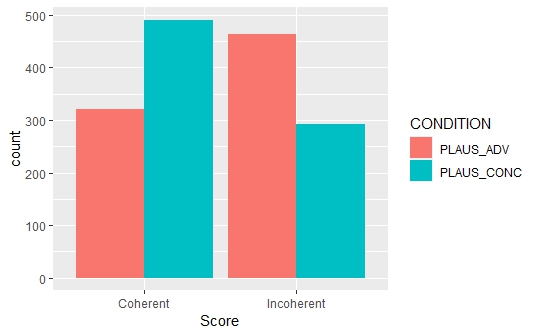 500
400
300
200
100
0
count
Coherent
Incoherent
Score
CONDITION
PLAUS_ADV
PLAUS_CONC